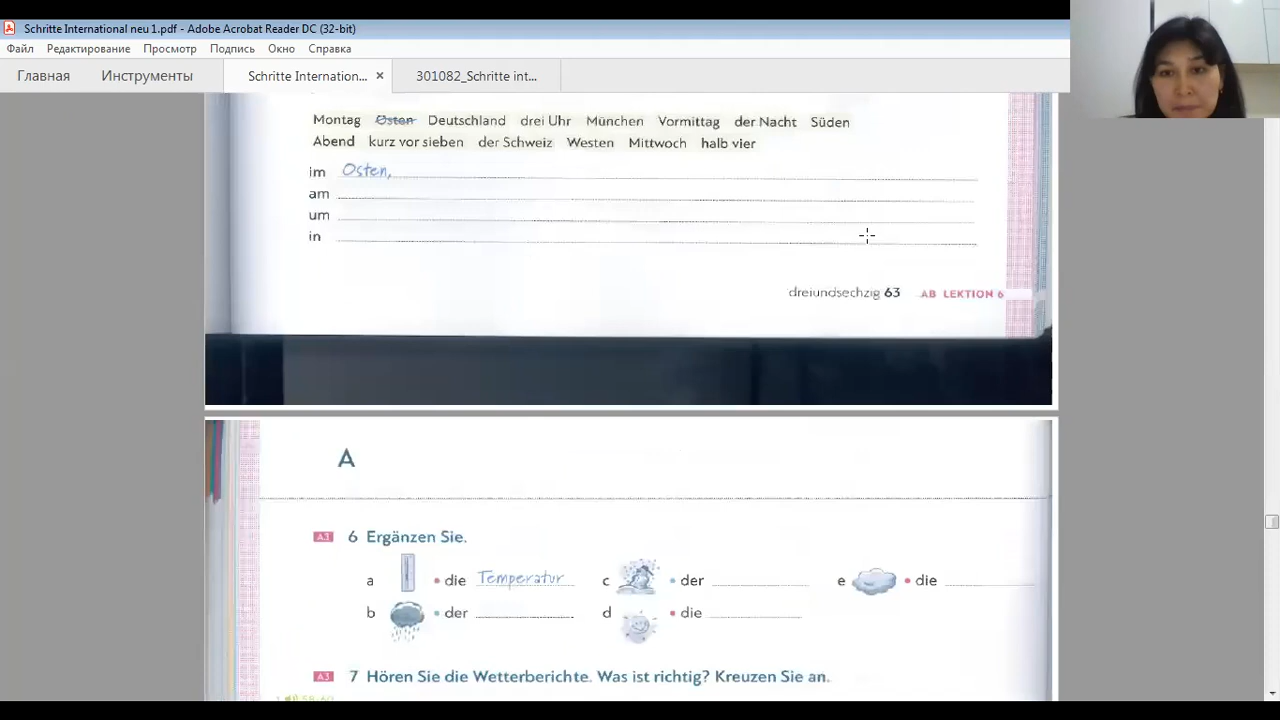 Schritte International neu 1.pdf - Adobe Acrobat Reader DC (32-bit)
Файл Редактирование Просмотр Подпись Окно Справка
Главная Инструменты Schritte Internation... × 301082_Schritte int...
Montag Osten Deutschland drei Uhr München Vormittag der Nacht Süden
Abend kurz vor sieben der Schweiz Westen Mittwoch halb vier
im Osten,
am
um
in
dreiundsechzig 63 AB LEKTION 6
A
A3 6 Ergänzen Sie.
a • die Temperatur c • der e • die
b • der d • die
A3 7 Hören Sie die Wetterberichte. Was ist richtig? Kreuzen Sie an.